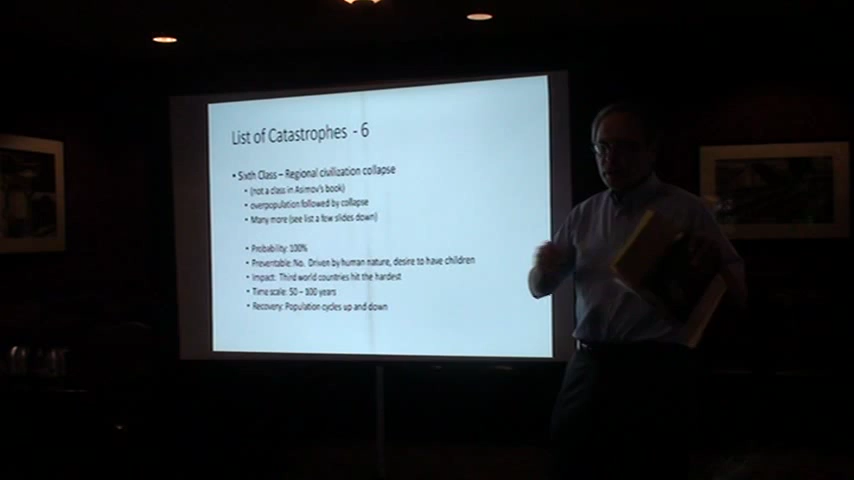 List of Catastrophes - 6
• Sixth Class – Regional civilization collapse
• (not a class in Asimov's book)
• overpopulation followed by collapse
• Many more (see list a few slides down)
• Probability: 100%
• Preventable: No. Driven by human nature, desire to have children
• Impact: Third world countries hit the hardest
• Time scale: 50 – 100 years
• Recovery: Population cycles up and down